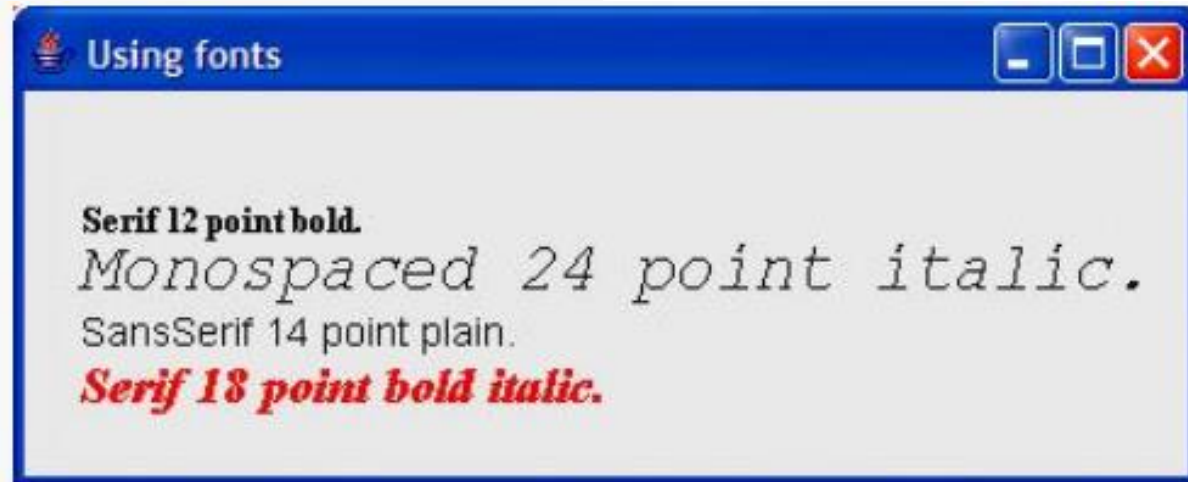 Using fonts
Serif 12 point bold.
Monospaced 24 point italic.
SansSerif 14 point plain.
Serif 18 point bold italic.